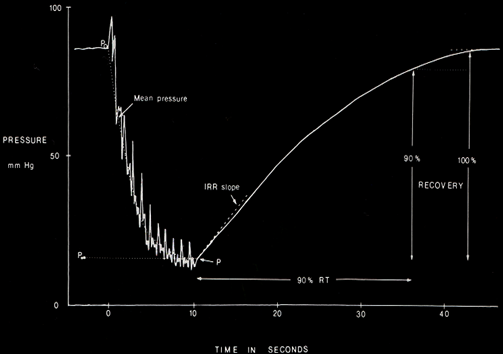 100
P₀
Mean pressure
PRESSURE
mm Hg
50
IRR slope
90%
100%
RECOVERY
P∞
P
90% RT
0
0
10
20
30
40
TIME IN SECONDS